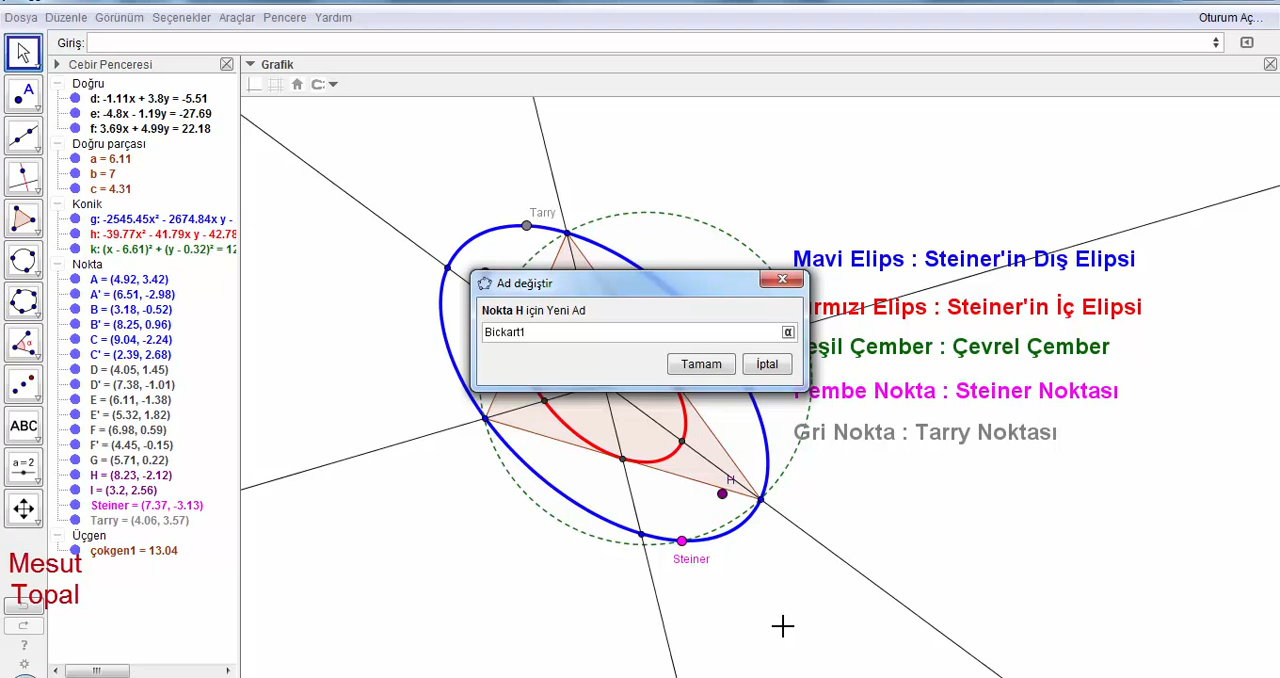 Dosya Düzenle Görünüm Seçenekler Araçlar Pencere Yardım
Oturum Aç...
Giriş:
Cebir Penceresi
Grafik
Doğru
d: -1.11x + 3.8y = -5.51
e: -4.8x - 1.19y = -27.69
f: 3.69x + 4.99y = 22.18
Doğru parçası
a = 6.11
b = 7
c = 4.31
Konik
g: -2545.45x² - 2674.84x y -
h: -39.77x² - 41.79x y - 42.78
k: (x - 6.61)² + (y - 0.32)² = 12
Nokta
A = (4.92, 3.42)
A' = (6.51, -2.98)
B = (3.18, -0.52)
B' = (8.25, 0.96)
C = (9.04, -2.24)
C' = (2.39, 2.68)
D = (4.05, 1.45)
D' = (7.38, -1.01)
E = (6.11, -1.38)
E' = (5.32, 1.82)
F = (6.98, 0.59)
F' = (4.45, -0.15)
G = (5.71, 0.22)
H = (8.23, -2.12)
I = (3.2, 2.56)
Steiner = (7.37, -3.13)
Tarry = (4.06, 3.57)
Üçgen
çokgen1 = 13.04
A
ABC
a=2
Mesut
Topal
?
Tarry
H
Steiner
Ad değiştir
Nokta H için Yeni Ad
Bickart1
α
Tamam
İptal
Mavi Elips : Steiner'in Dış Elipsi
ırmızı Elips : Steiner'in İç Elipsi
eşil Çember : Çevrel Çember
Pembe Nokta : Steiner Noktası
Gri Nokta : Tarry Noktası